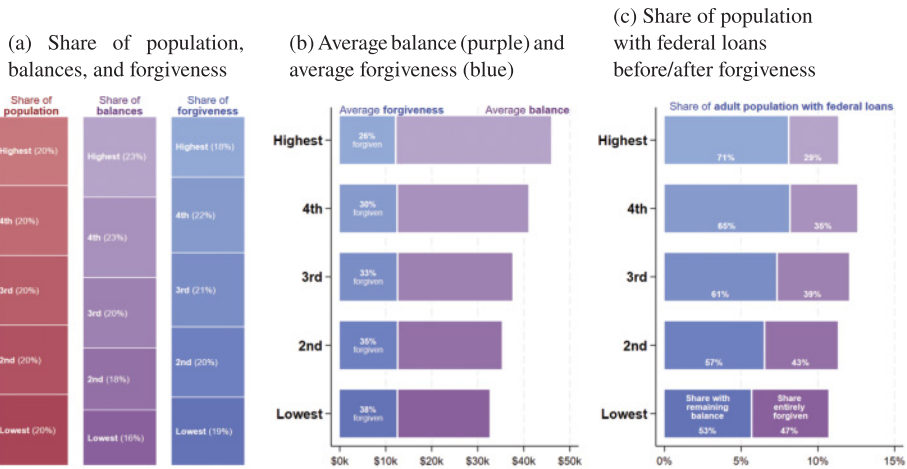 (a) Share of population,
balances, and forgiveness
Share of
population
Share of
balances
Share of
forgiveness
Highest (20%)
4th (20%)
3rd (20%)
2nd (20%)
Lowest (20%)
Highest (23%)
4th (23%)
3rd (20%)
2nd (18%)
Lowest (16%)
Highest (18%)
4th (22%)
3rd (21%)
2nd (20%)
Lowest (19%)
(b) Average balance (purple) and
average forgiveness (blue)
Average forgiveness
Average balance
Highest
26%
forgiven
4th
30%
forgiven
3rd
33%
forgiven
2nd
35%
forgiven
Lowest
38%
forgiven
$0k $10k $20k $30k $40k $50k
(c) Share of population
with federal loans
before/after forgiveness
Share of adult population with federal loans
Highest
71% 29%
4th
65% 35%
3rd
61% 39%
2nd
57% 43%
Lowest
Share with
remaining
balance
53%
Share
entirely
forgiven
47%
0% 5% 10% 15%